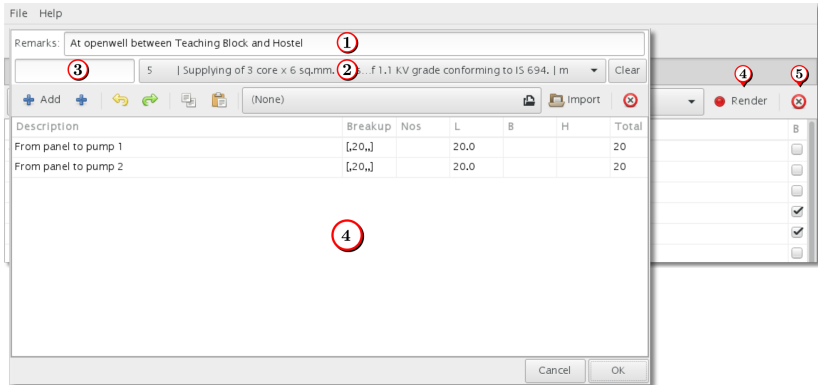 File Help
Remarks: At openwell between Teaching Block and Hostel 1
3 5 | Supplying of 3 core x 6 sq.mm. 2 s...f 1.1 KV grade conforming to IS 694. | m Clear
4 5
Add (None) Import Render
Description Breakup Nos L B H Total B
From panel to pump 1 [,20,,] 20.0 20
From panel to pump 2 [,20,,] 20.0 20
4
Cancel OK